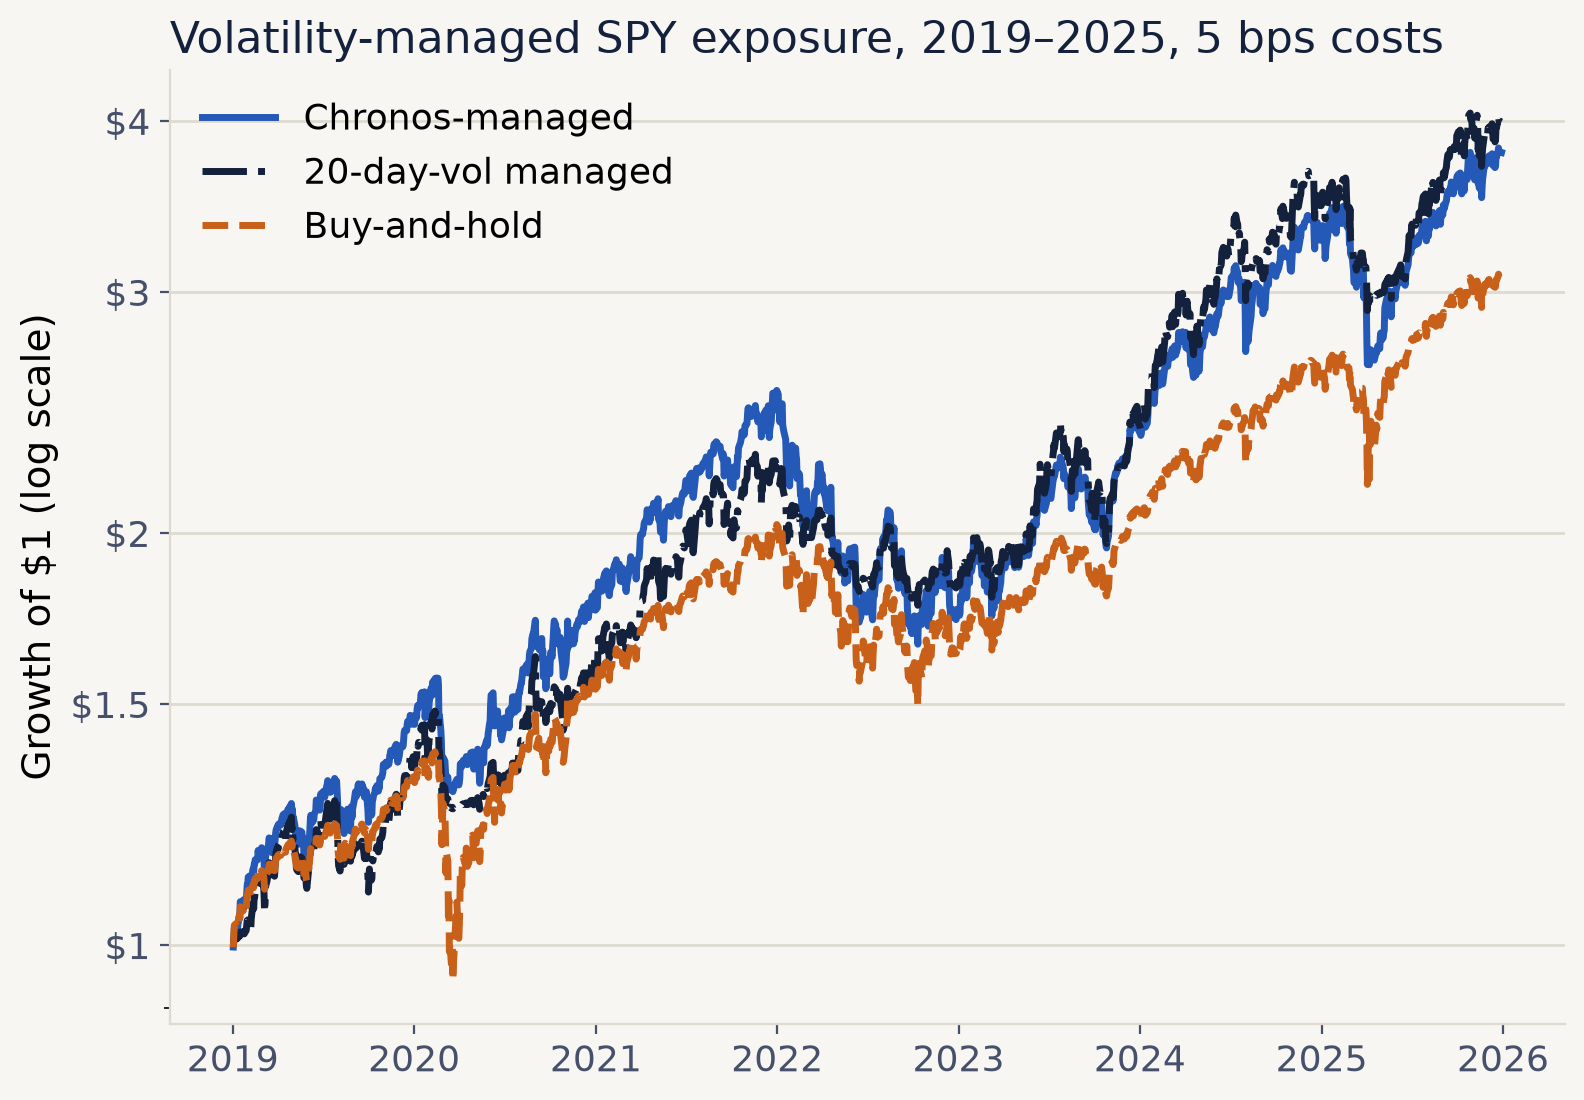 Volatility-managed SPY exposure, 2019–2025, 5 bps costs
Chronos-managed
20-day-vol managed
Buy-and-hold
Growth of $1 (log scale)
$4
$3
$2
$1.5
$1
2019 2020 2021 2022 2023 2024 2025 2026